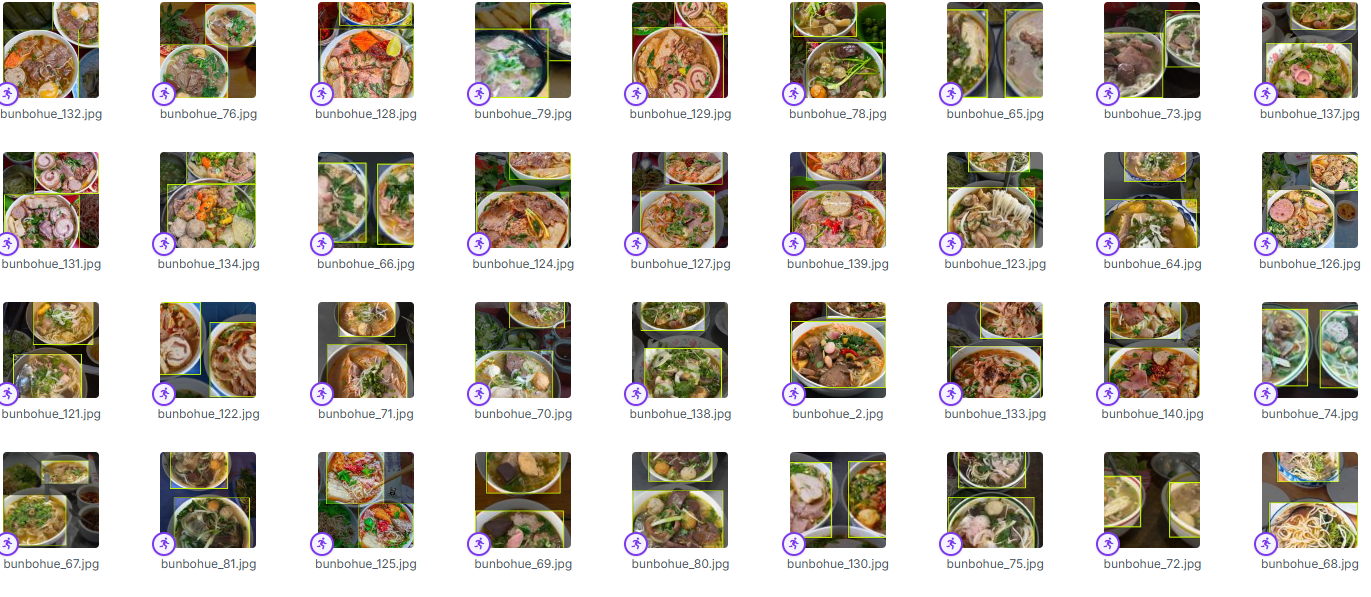 bunbohue_132.jpg bunbohue_76.jpg bunbohue_128.jpg bunbohue_79.jpg bunbohue_129.jpg bunbohue_78.jpg bunbohue_65.jpg bunbohue_73.jpg bunbohue_137.jpg
bunbohue_131.jpg bunbohue_134.jpg bunbohue_66.jpg bunbohue_124.jpg bunbohue_127.jpg bunbohue_139.jpg bunbohue_123.jpg bunbohue_64.jpg bunbohue_126.jpg
bunbohue_121.jpg bunbohue_122.jpg bunbohue_71.jpg bunbohue_70.jpg bunbohue_138.jpg bunbohue_2.jpg bunbohue_133.jpg bunbohue_140.jpg bunbohue_74.jpg
bunbohue_67.jpg bunbohue_81.jpg bunbohue_125.jpg bunbohue_69.jpg bunbohue_80.jpg bunbohue_130.jpg bunbohue_75.jpg bunbohue_72.jpg bunbohue_68.jpg